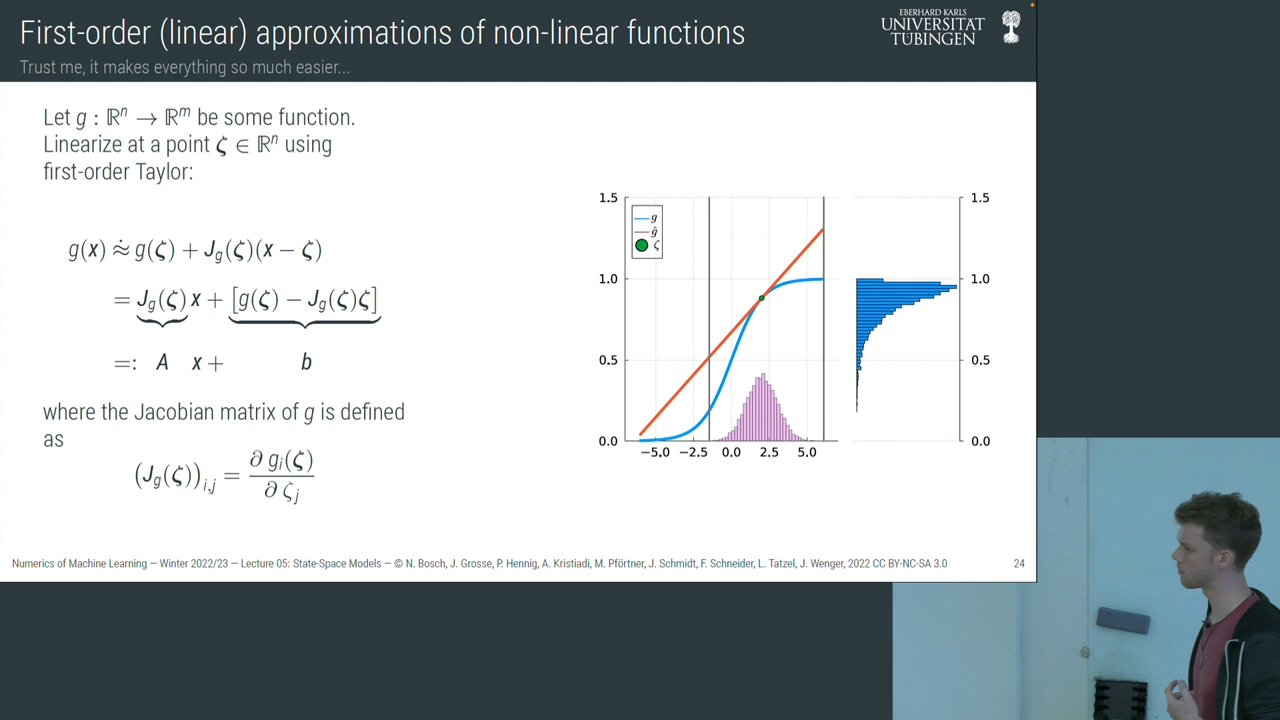 First-order (linear) approximations of non-linear functions
Trust me, it makes everything so much easier...
EBERHARD KARLS
UNIVERSITÄT
TÜBINGEN
Let g : ℝⁿ → ℝᵐ be some function.
Linearize at a point ζ ∈ ℝⁿ using
first-order Taylor:
g(x) ≈̇ g(ζ) + J_g(ζ)(x − ζ)
= J_g(ζ) x + [g(ζ) − J_g(ζ)ζ]
=: A x + b
where the Jacobian matrix of g is defined
as
(J_g(ζ))_{i,j} = ∂ g_i(ζ) / ∂ ζ_j
1.5
1.0
0.5
0.0
g
ĝ
ζ
−5.0 −2.5 0.0 2.5 5.0
1.5
1.0
0.5
0.0
Numerics of Machine Learning — Winter 2022/23 — Lecture 05: State-Space Models — © N. Bosch, J. Grosse, P. Hennig, A. Kristiadi, M. Pförtner, J. Schmidt, F. Schneider, L. Tatzel, J. Wenger, 2022 CC BY-NC-SA 3.0 24